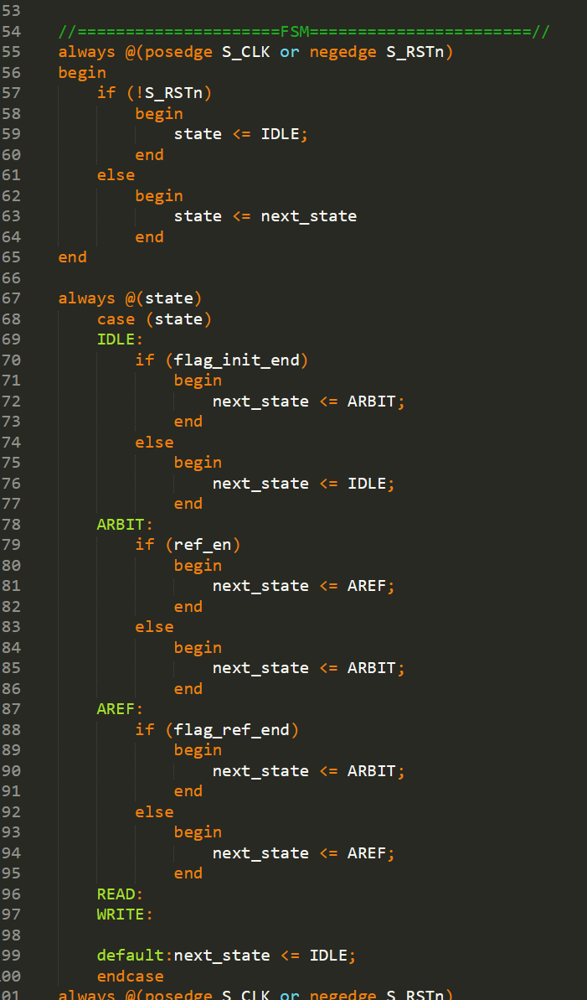 53
54 //=====================FSM=======================//
55 always @(posedge S_CLK or negedge S_RSTn)
56 begin
57 if (!S_RSTn)
58 begin
59 state <= IDLE;
60 end
61 else
62 begin
63 state <= next_state
64 end
65 end
66
67 always @(state)
68 case (state)
69 IDLE:
70 if (flag_init_end)
71 begin
72 next_state <= ARBIT;
73 end
74 else
75 begin
76 next_state <= IDLE;
77 end
78 ARBIT:
79 if (ref_en)
80 begin
81 next_state <= AREF;
82 end
83 else
84 begin
85 next_state <= ARBIT;
86 end
87 AREF:
88 if (flag_ref_end)
89 begin
90 next_state <= ARBIT;
91 end
92 else
93 begin
94 next_state <= AREF;
95 end
96 READ:
97 WRITE:
98
99 default:next_state <= IDLE;
00 endcase
01 always @(posedge S_CLK or negedge S_RSTn)